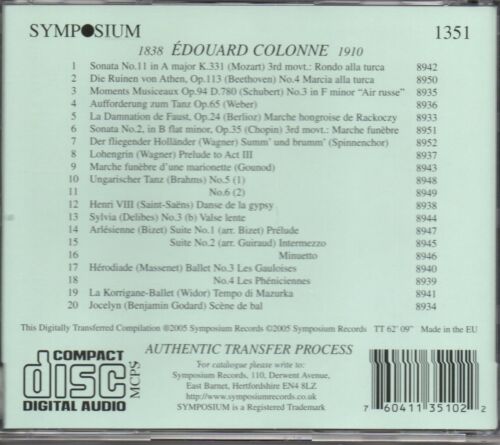 SYMPOSIUM 1351
1838 ÉDOUARD COLONNE 1910
1 Sonata No.11 in A major K.331 (Mozart) 3rd movt.: Rondo alla turca 8942
2 Die Ruinen von Athen, Op.113 (Beethoven) No.4 Marcia alla turca 8950
3 Moments Musiceaux Op.94 D.780 (Schubert) No.3 in F minor "Air russe" 8935
4 Aufforderung zum Tanz Op.65 (Weber) 8936
5 La Damnation de Faust, Op.24 (Berlioz) Marche hongroise de Rackoczy 8933
6 Sonata No.2, in B flat minor, Op.35 (Chopin) 3rd movt.: Marche funèbre 8951
7 Der fliegender Holländer (Wagner) Summ' und brumm' (Spinnenchor) 8952
8 Lohengrin (Wagner) Prelude to Act III 8937
9 Marche funèbre d'une marionette (Gounod) 8943
10 Ungarischer Tanz (Brahms) No.5 (1) 8948
11 No.6 (2) 8949
12 Henri VIII (Saint-Saëns) Danse de la gypsy 8938
13 Sylvia (Delibes) No.3 (b) Valse lente 8944
14 Arlésienne (Bizet) Suite No.1 (arr. Bizet) Prélude 8947
15 Suite No.2 (arr. Guiraud) Intermezzo 8945
16 Minuetto 8946
17 Hérodiade (Massenet) Ballet No.3 Les Gauloises 8940
18 No.4 Les Phéniciennes 8939
19 La Korrigane-Ballet (Widor) Tempo di Mazurka 8941
20 Jocelyn (Benjamin Godard) Scène de bal 8934
This Digitally Transferred Compilation ℗2005 Symposium Records ©2005 Symposium Records TT 62' 09" Made in the EU
AUTHENTIC TRANSFER PROCESS
COMPACT
disc
DIGITAL AUDIO
MCPS
For catalogue please write to:
Symposium Records, 110, Derwent Avenue,
East Barnet, Hertfordshire EN4 8LZ
http://www.symposiumrecords.co.uk
SYMPOSIUM is a Registered Trademark
7 60411 35102 2